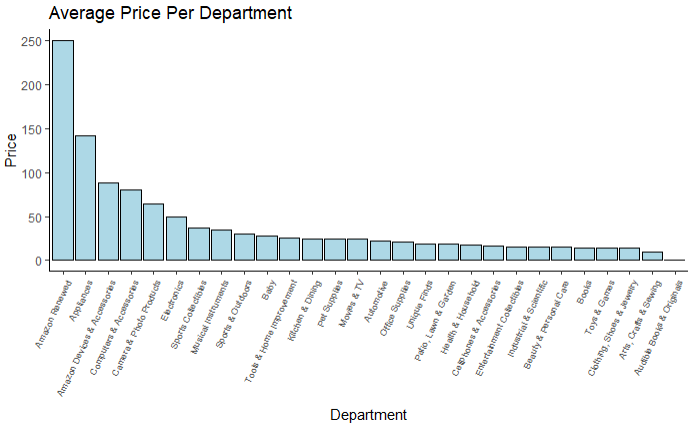 Average Price Per Department
Price
250
200
150
100
50
0
Amazon Renewed
Appliances
Amazon Devices & Accessories
Computers & Accessories
Camera & Photo Products
Electronics
Sports Collectibles
Musical Instruments
Sports & Outdoors
Baby
Tools & Home Improvement
Kitchen & Dining
Pet Supplies
Movies & TV
Automotive
Office Supplies
Unique Finds
Patio, Lawn & Garden
Health & Household
Cell phones & Accessories
Entertainment Collectibles
Industrial & Scientific
Beauty & Personal Care
Books
Toys & Games
Clothing, Shoes & Jewelry
Arts, Crafts & Sewing
Audible Books & Originals
Department